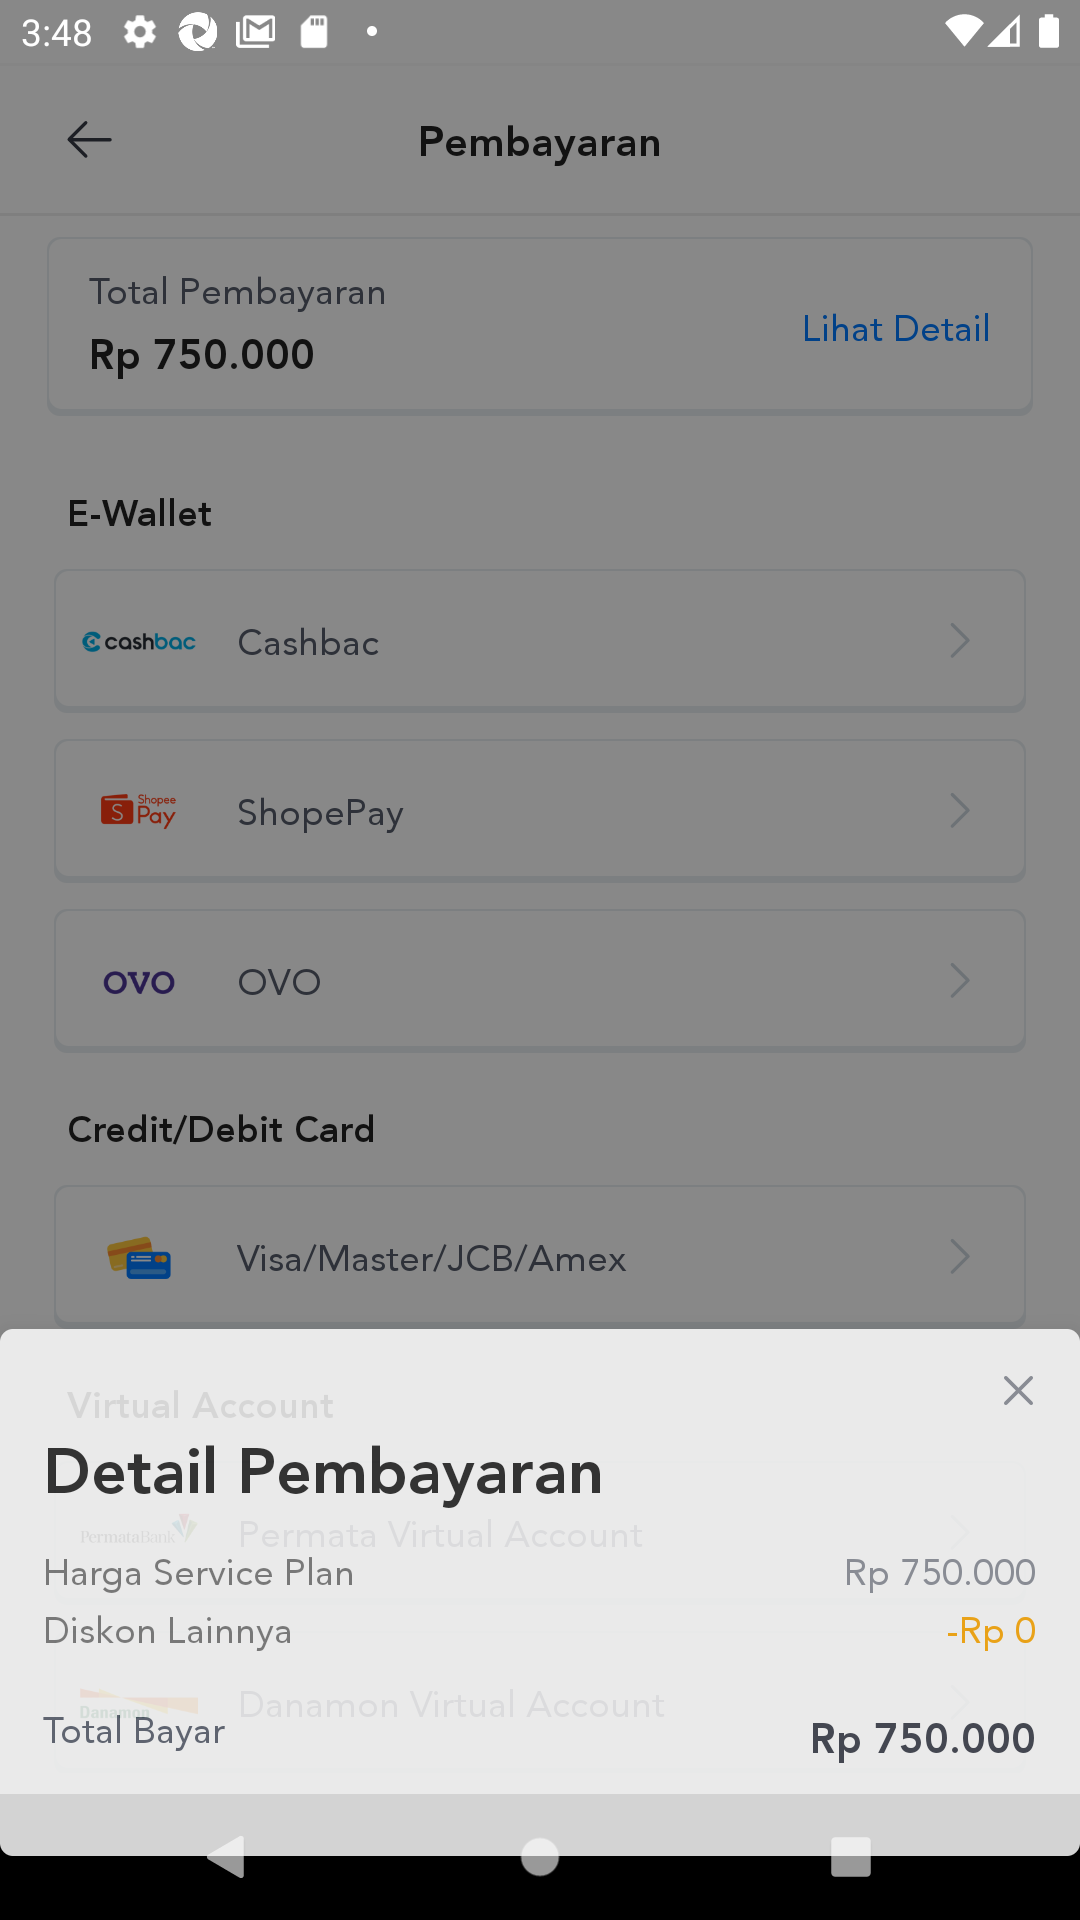 3:48
Pembayaran
Total Pembayaran
Rp 750.000
Lihat Detail
E-Wallet
cashbac Cashbac
S Shopee Pay ShopePay
OVO OVO
Credit/Debit Card
Visa/Master/JCB/Amex
Virtual Account
Detail Pembayaran
PermataBank Permata Virtual Account
Harga Service Plan Rp 750.000
Diskon Lainnya -Rp 0
Danamon Danamon Virtual Account
Total Bayar Rp 750.000